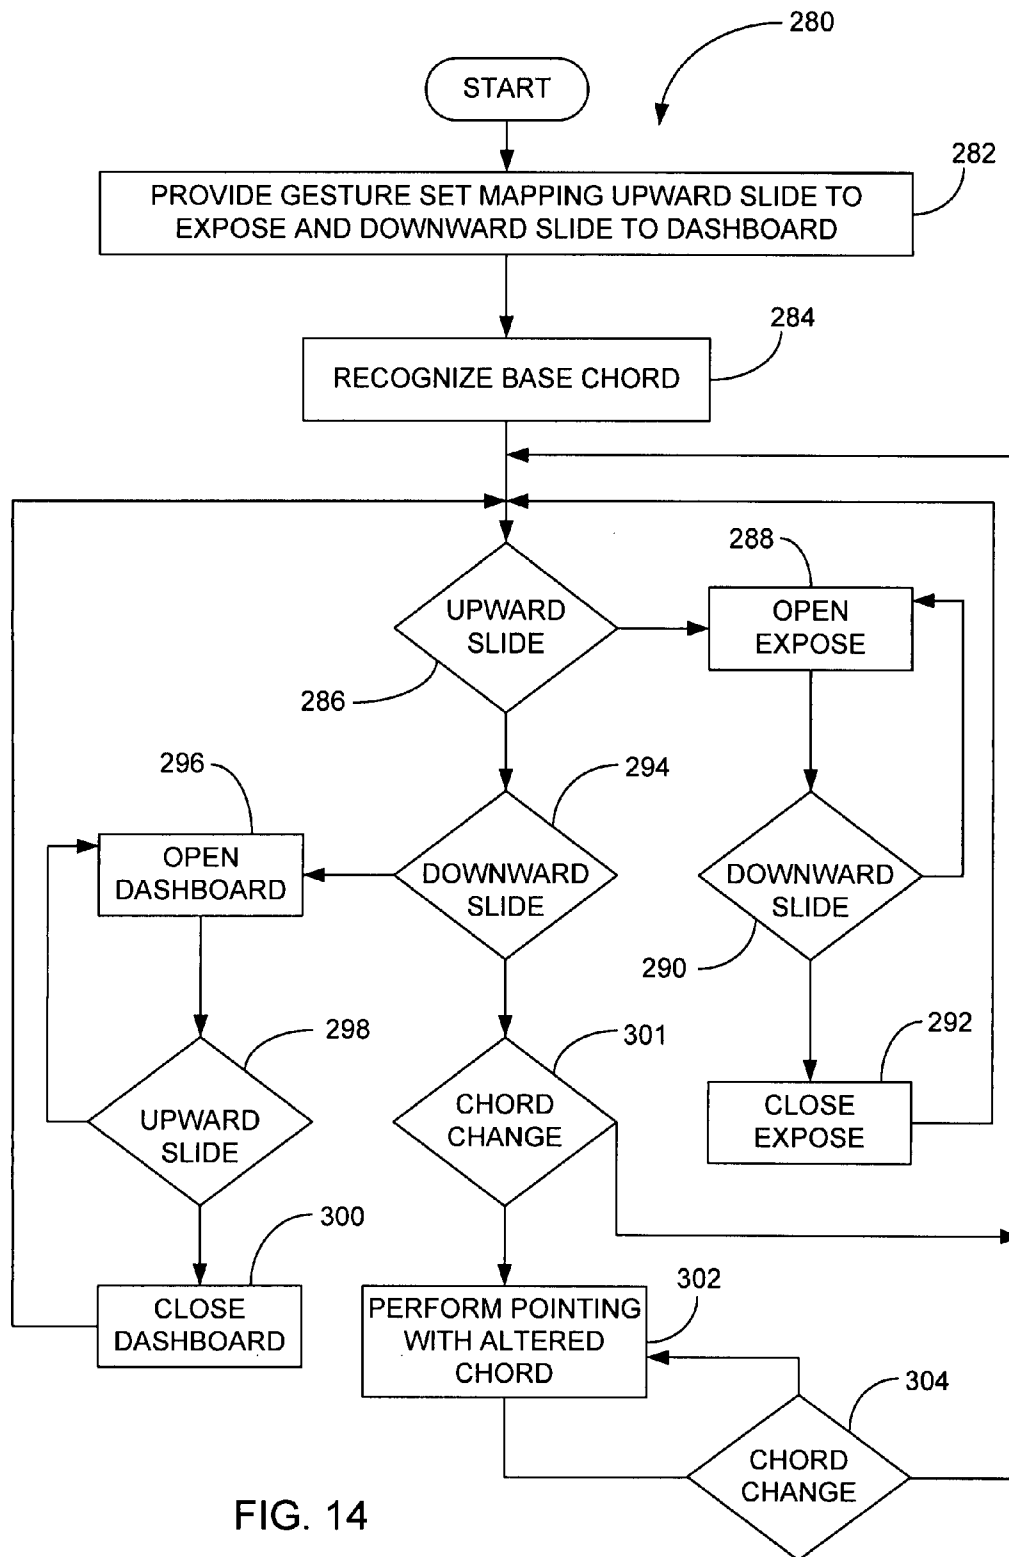 280
START
282
PROVIDE GESTURE SET MAPPING UPWARD SLIDE TO
EXPOSE AND DOWNWARD SLIDE TO DASHBOARD
284
RECOGNIZE BASE CHORD
288
UPWARD
SLIDE
OPEN
EXPOSE
286
296
294
OPEN
DASHBOARD
DOWNWARD
SLIDE
DOWNWARD
SLIDE
290
298
301
292
UPWARD
SLIDE
CHORD
CHANGE
CLOSE
EXPOSE
300
CLOSE
DASHBOARD
302
PERFORM POINTING
WITH ALTERED
CHORD
304
CHORD
CHANGE
FIG. 14